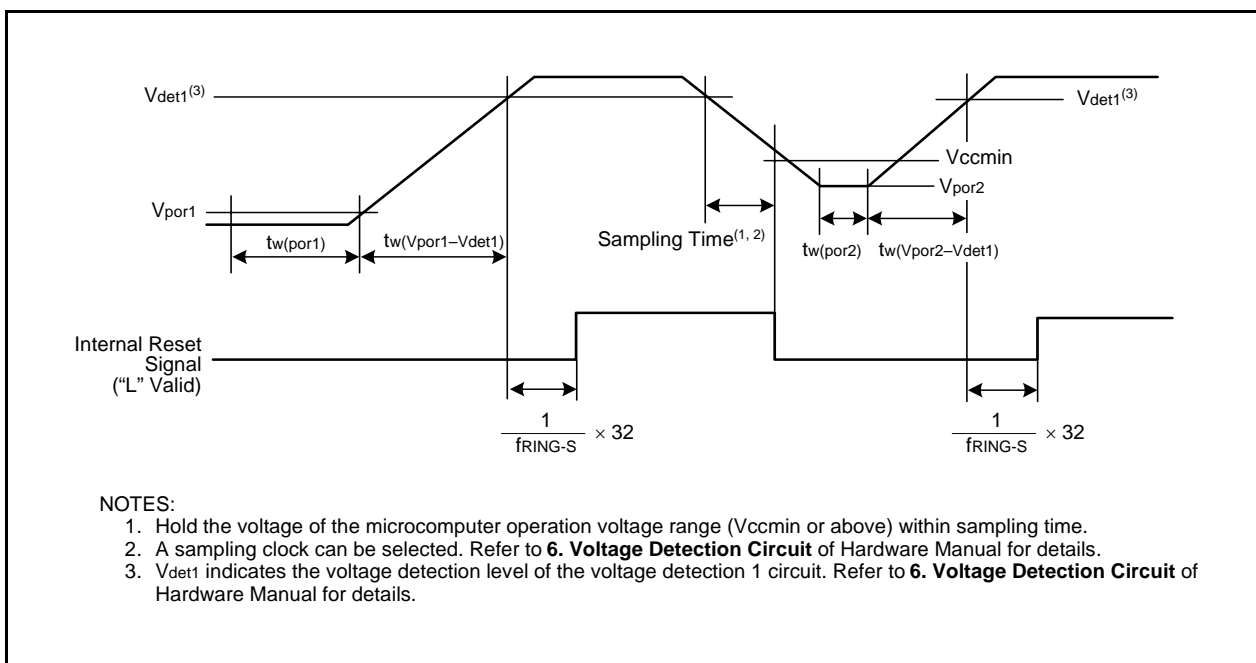 Vdet1(3)
Vdet1(3)
Vccmin
Vpor2
Vpor1
tw(por1)
tw(Vpor1–Vdet1)
Sampling Time(1, 2)
tw(por2)
tw(Vpor2–Vdet1)
Internal Reset
Signal
(“L” Valid)
1
fRING-S
× 32
1
fRING-S
× 32
NOTES:
1. Hold the voltage of the microcomputer operation voltage range (Vccmin or above) within sampling time.
2. A sampling clock can be selected. Refer to 6. Voltage Detection Circuit of Hardware Manual for details.
3. Vdet1 indicates the voltage detection level of the voltage detection 1 circuit. Refer to 6. Voltage Detection Circuit of
Hardware Manual for details.